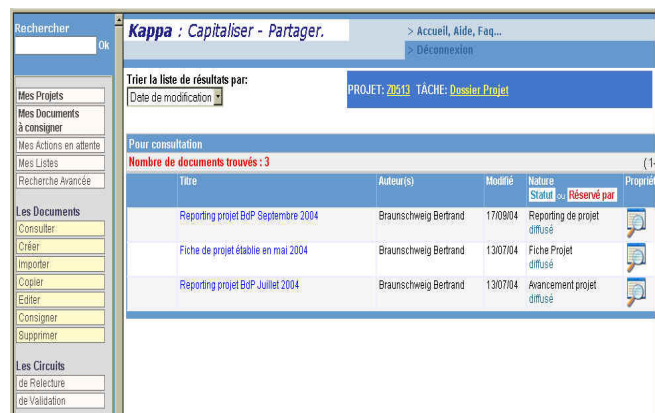 Rechercher
Ok
Mes Projets
Mes Documents
à consigner
Mes Actions en attente
Mes Listes
Recherche Avancée
Les Documents
Consulter
Créer
Importer
Copier
Editer
Consigner
Supprimer
Les Circuits
de Relecture
de Validation
Kappa : Capitaliser - Partager.
> Accueil, Aide, Faq...
> Déconnexion
Trier la liste de résultats par:
Date de modification
PROJET: Z0513 TÂCHE: Dossier Projet
Pour consultation
Nombre de documents trouvés : 3 (1-
Titre Auteur(s) Modifié Nature Propriét
Statut ou Réservé par
Reporting projet BdP Septembre 2004 Braunschweig Bertrand 17/09/04 Reporting de projet
diffusé
Fiche de projet établie en mai 2004 Braunschweig Bertrand 13/07/04 Fiche Projet
diffusé
Reporting projet BdP Juillet 2004 Braunschweig Bertrand 13/07/04 Avancement projet
diffusé